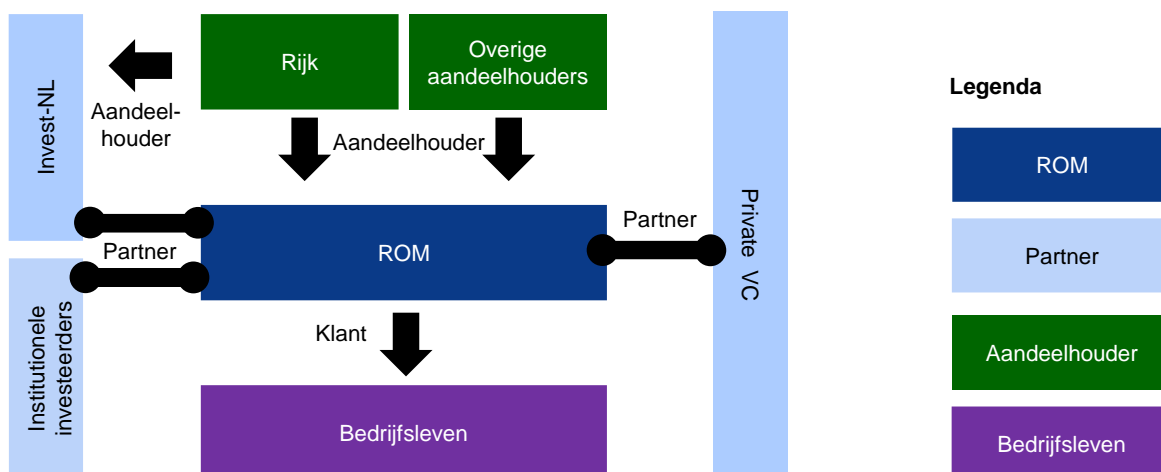 Invest-NL
Aandeel-
houder
Rijk
Overige
aandeelhouders
Aandeelhouder
Partner
ROM
Partner
Private VC
Institutionele
investeerders
Klant
Bedrijfsleven
Legenda
ROM
Partner
Aandeelhouder
Bedrijfsleven